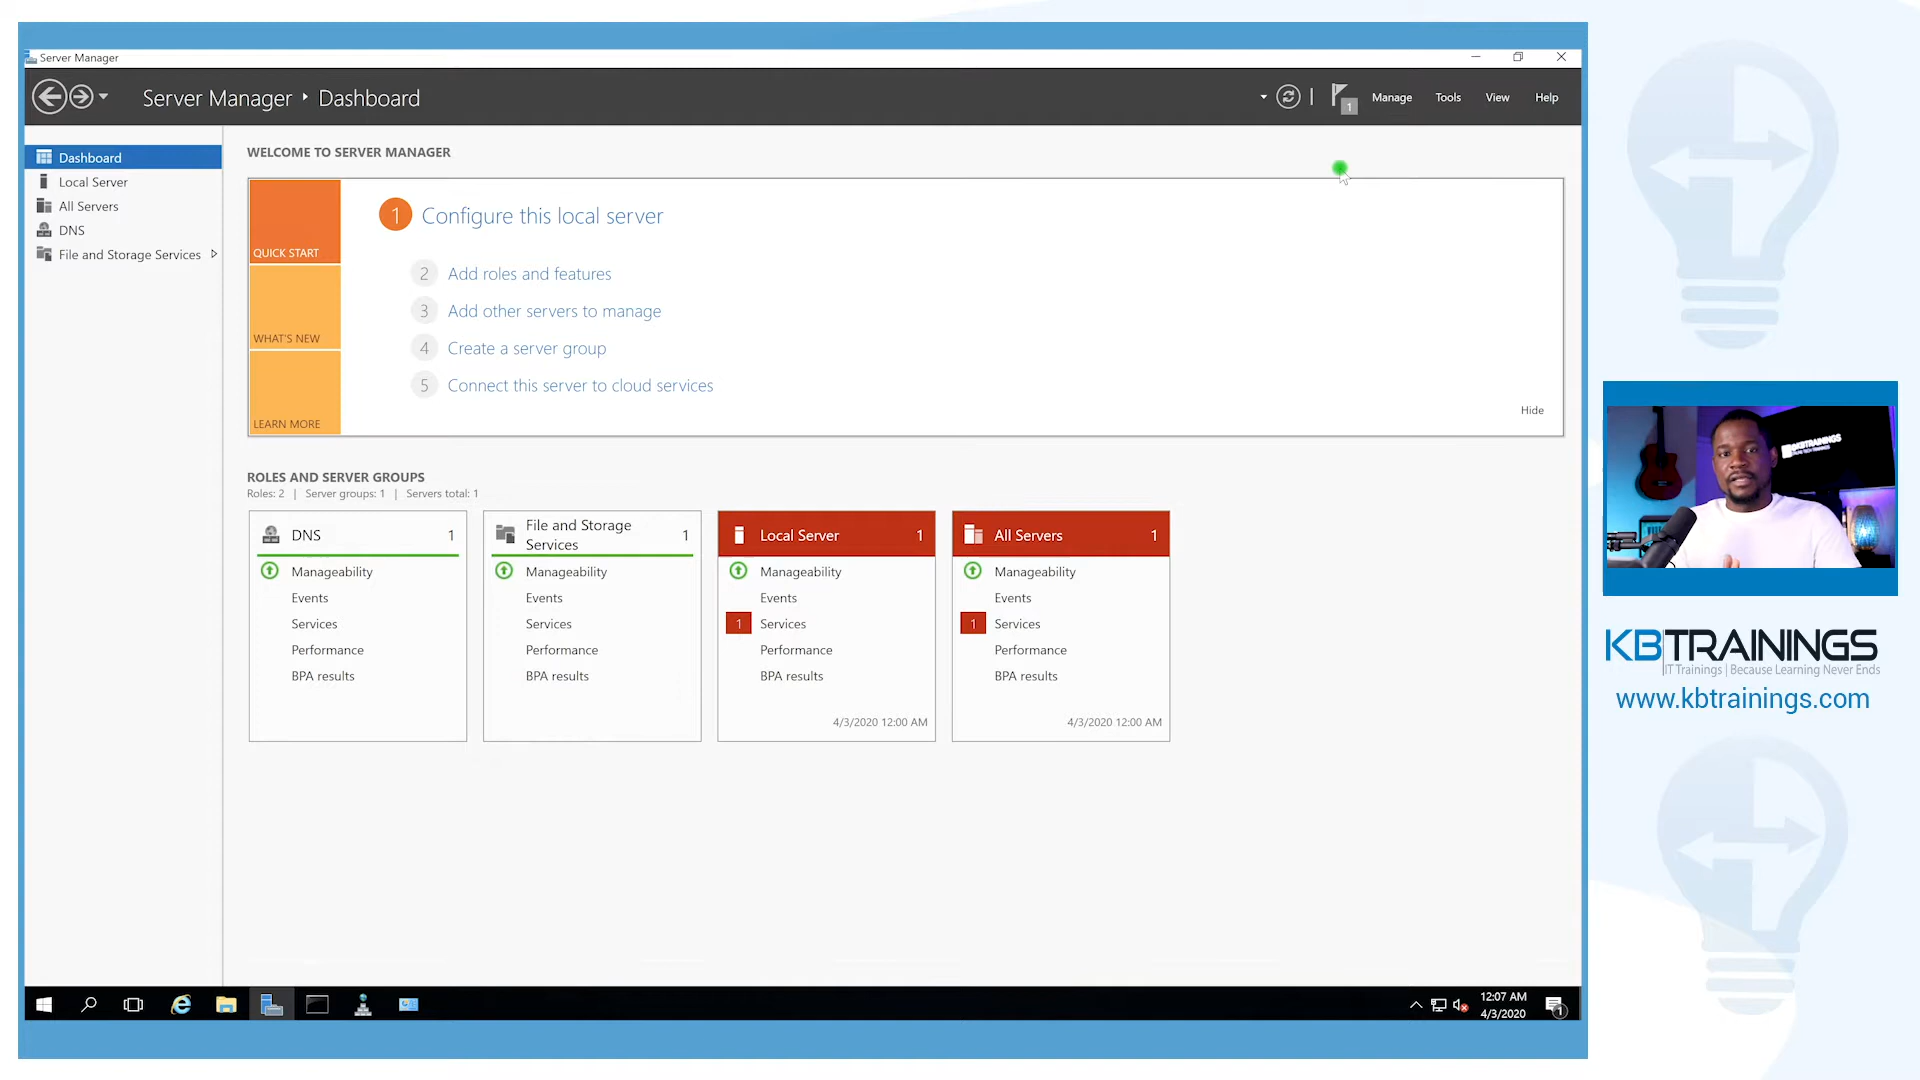 Server Manager
Server Manager
Dashboard
1
Manage
Tools
View
Help
Dashboard
Local Server
All Servers
DNS
File and Storage Services
WELCOME TO SERVER MANAGER
QUICK START
WHAT'S NEW
LEARN MORE
1 Configure this local server
2 Add roles and features
3 Add other servers to manage
4 Create a server group
5 Connect this server to cloud services
Hide
ROLES AND SERVER GROUPS
Roles: 2 | Server groups: 1 | Servers total: 1
DNS 1
Manageability
Events
Services
Performance
BPA results
File and Storage
Services
1
Manageability
Events
Services
Performance
BPA results
Local Server 1
Manageability
Events
1 Services
Performance
BPA results
4/3/2020 12:00 AM
All Servers 1
Manageability
Events
1 Services
Performance
BPA results
4/3/2020 12:00 AM
12:07 AM
4/3/2020
1
KBTRAININGS
KBTRAININGS
IT Trainings | Because Learning Never Ends
www.kbtrainings.com